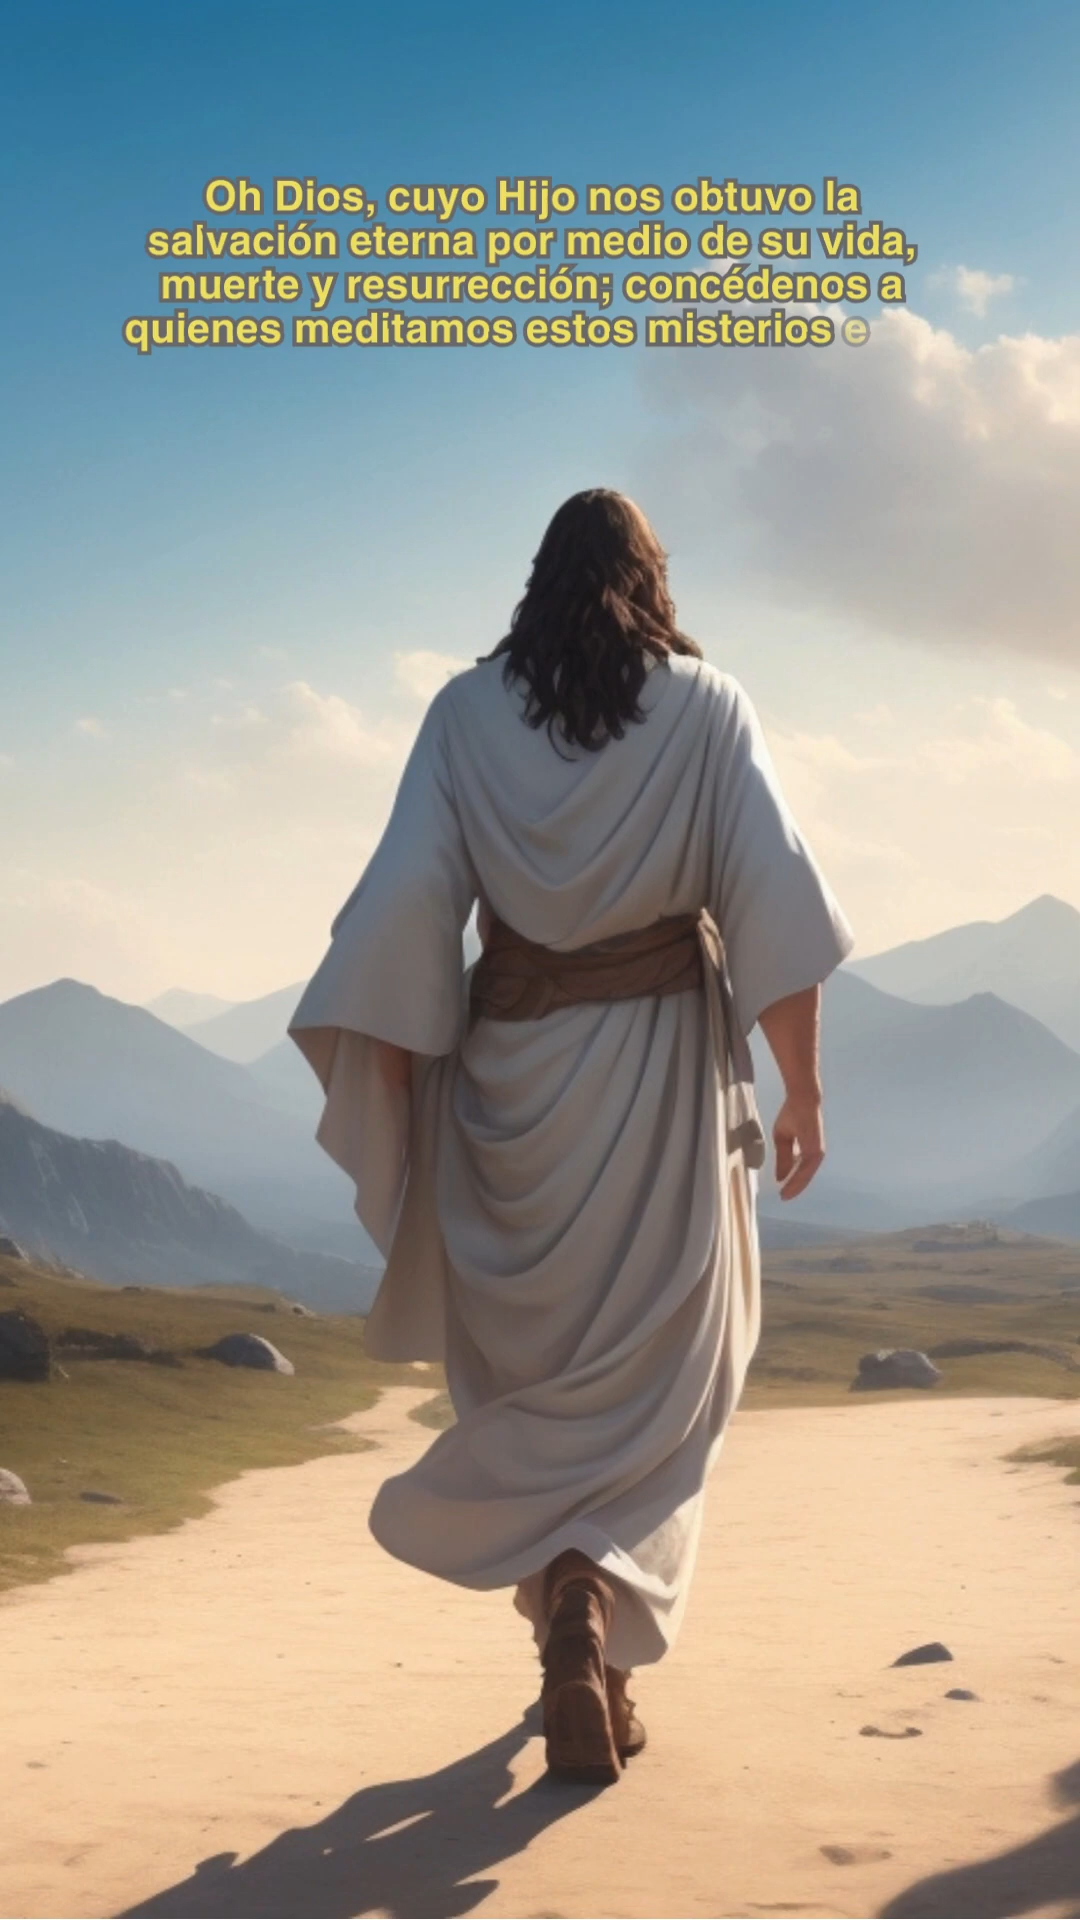 Oh Dios, cuyo Hijo nos obtuvo la
salvación eterna por medio de su vida,
muerte y resurrección; concédenos a
quienes meditamos estos misterios e